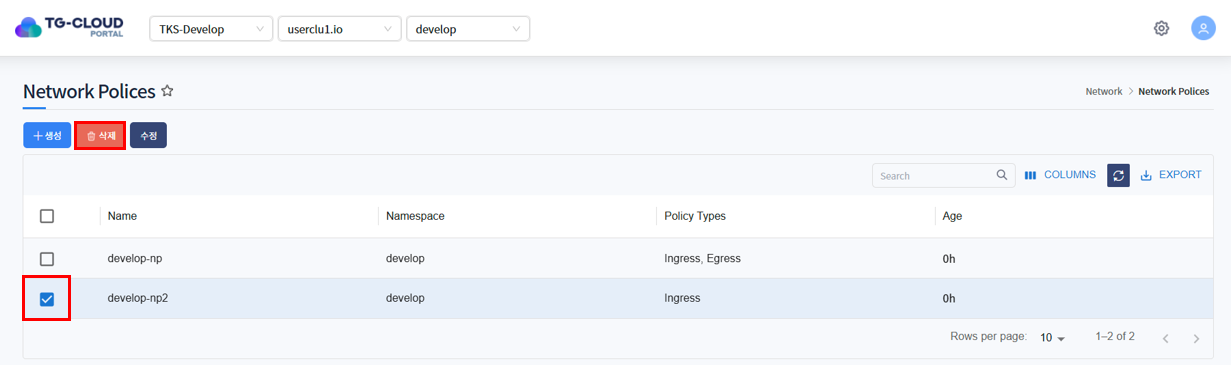 TG-CLOUD
PORTAL
TKS-Develop
userclu1.io
develop
Network Polices
Network > Network Polices
+ 생성
삭제
수정
Search
COLUMNS
EXPORT
Name
Namespace
Policy Types
Age
develop-np
develop
Ingress, Egress
0h
develop-np2
develop
Ingress
0h
Rows per page:
10
1–2 of 2